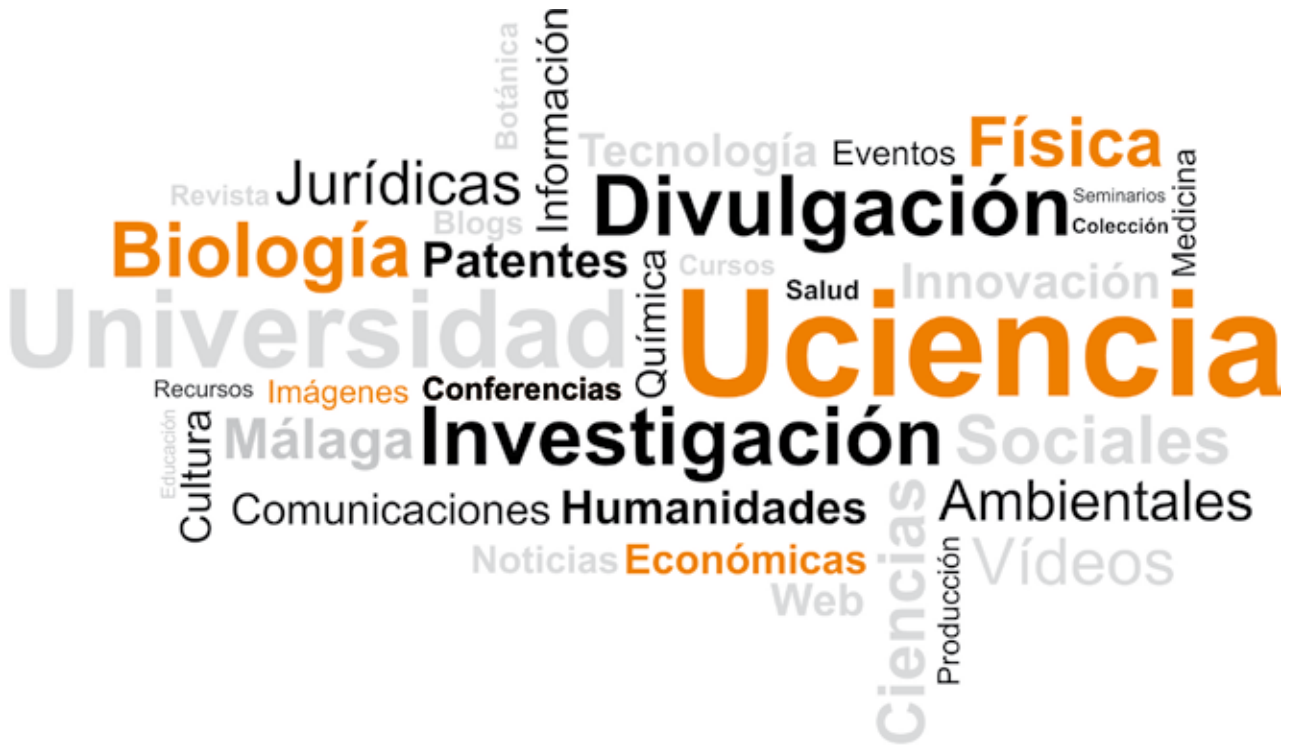 Botánica
Información
Tecnología
Eventos
Física
Revista
Jurídicas
Blogs
Divulgación
Seminarios
Colección
Medicina
Biología
Patentes
Química
Cursos
Salud
Innovación
Universidad
Uciencia
Recursos
Imágenes
Conferencias
Educación
Cultura
Málaga
Investigación
Sociales
Comunicaciones
Humanidades
Ciencias
Ambientales
Noticias
Económicas
Producción
Vídeos
Web